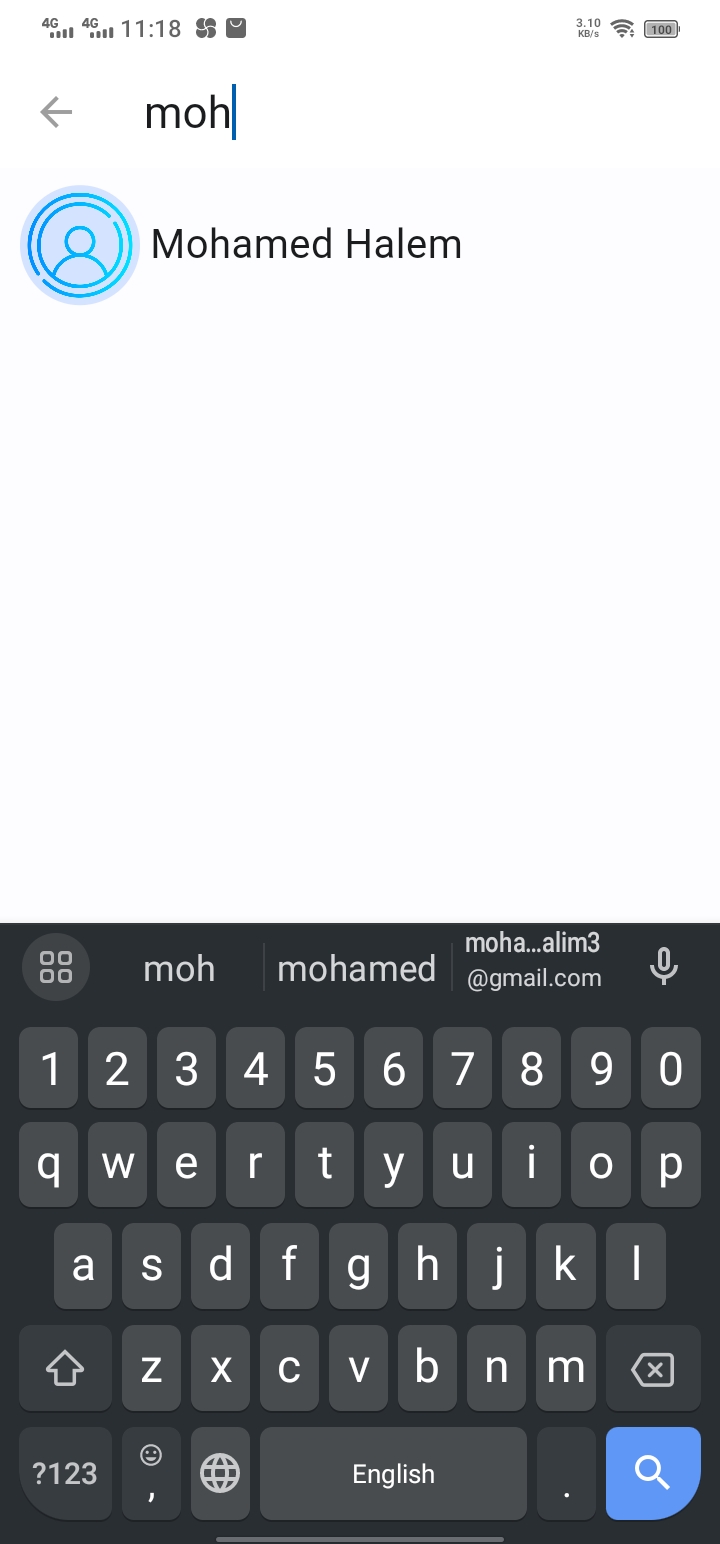 4G 4G 11:18 3.10 KB/s 100
moh
Mohamed Halem
moh mohamed moha...alim3 @gmail.com
1 2 3 4 5 6 7 8 9 0
q w e r t y u i o p
a s d f g h j k l
z x c v b n m
?123 , English .